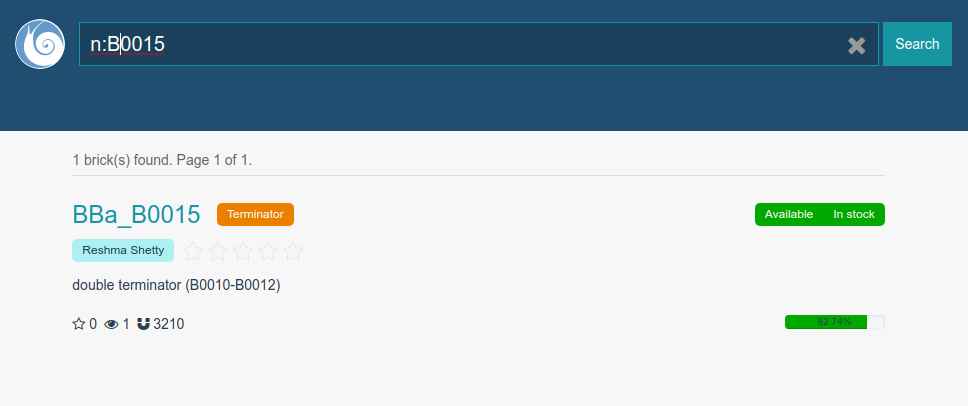 n:B0015
Search
1 brick(s) found. Page 1 of 1.
BBa_B0015 Terminator Available In stock
Reshma Shetty
double terminator (B0010-B0012)
0 1 3210 82.74%